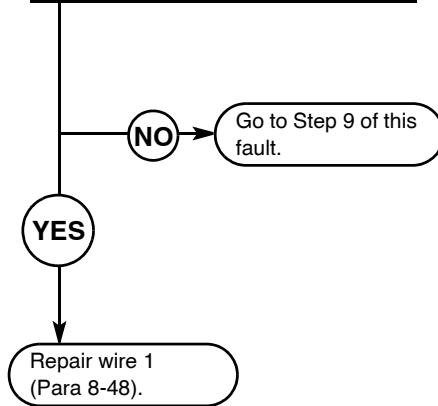 NO
Go to Step 9 of this
fault.
YES
Repair wire 1
(Para 8-48).